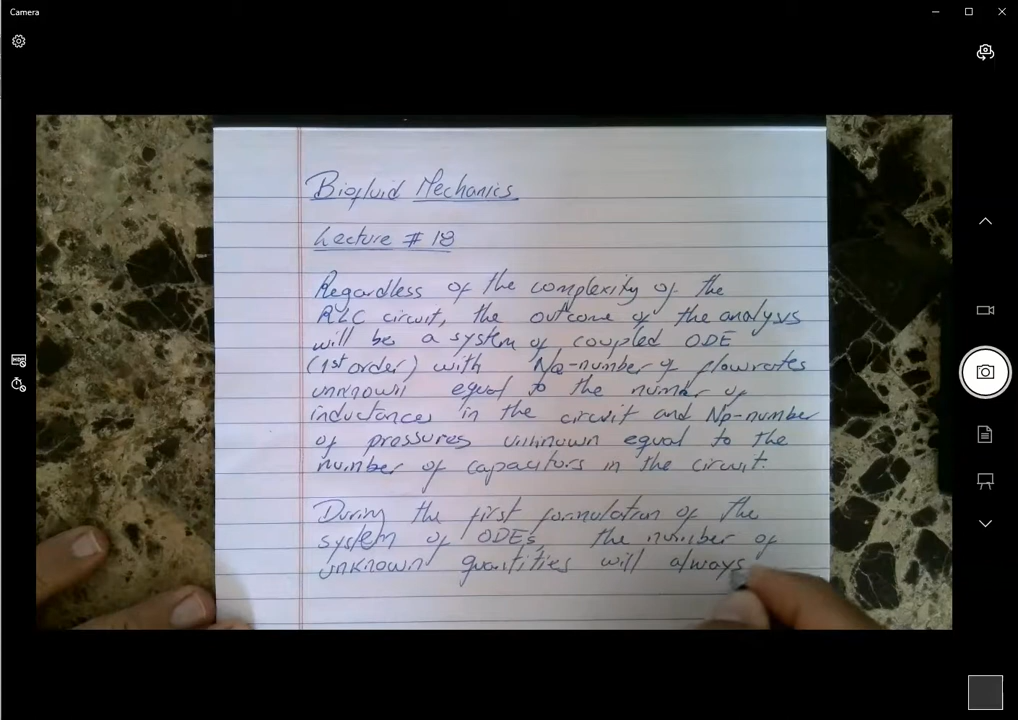 Camera
Biofluid Mechanics
Lecture # 18
Regardless of the complexity of the
RLC circuit, the outcome of the analysis
will be a system of coupled ODE
(1st order) with NQ-number of flowrates
unknown equal to the numer of
inductances in the circuit and Np-number
of pressures unknown equal to the
number of capacitors in the circuit.
During the first formulation of the
system of ODEs, the number of
unknown quantities will always